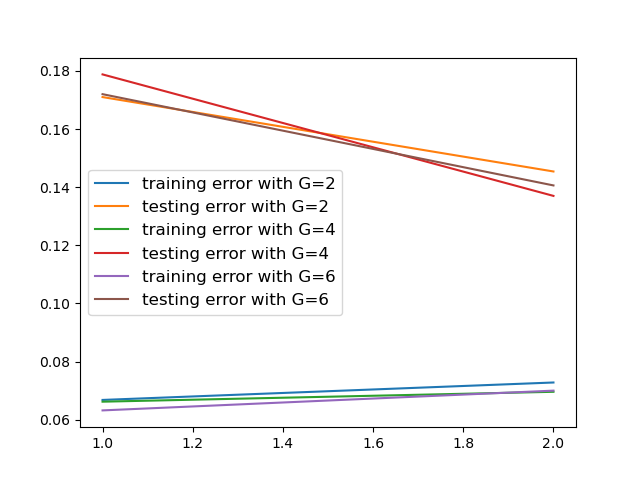 0.18
0.16
0.14
0.12
0.10
0.08
0.06
training error with G=2
testing error with G=2
training error with G=4
testing error with G=4
training error with G=6
testing error with G=6
1.0 1.2 1.4 1.6 1.8 2.0